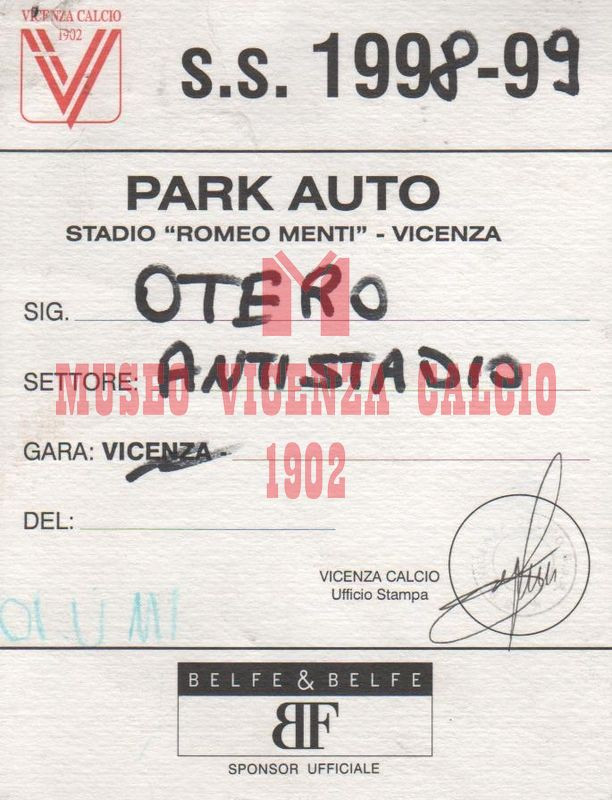 VICENZA CALCIO
1902
s.s. 1998-99
PARK AUTO
STADIO "ROMEO MENTI" - VICENZA
SIG. OTERO
SETTORE: ANTISTADIO
GARA: VICENZA -
DEL:
MUSEO VICENZA CALCIO
1902
VICENZA CALCIO
Ufficio Stampa
BELFE & BELFE
BF
SPONSOR UFFICIALE